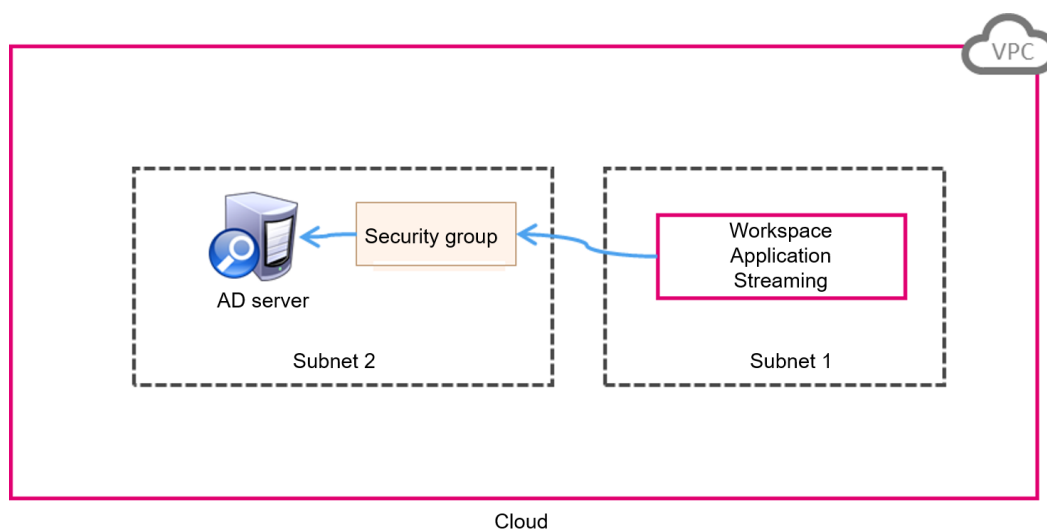 VPC
Security group
AD server
Subnet 2
Workspace
Application
Streaming
Subnet 1
Cloud